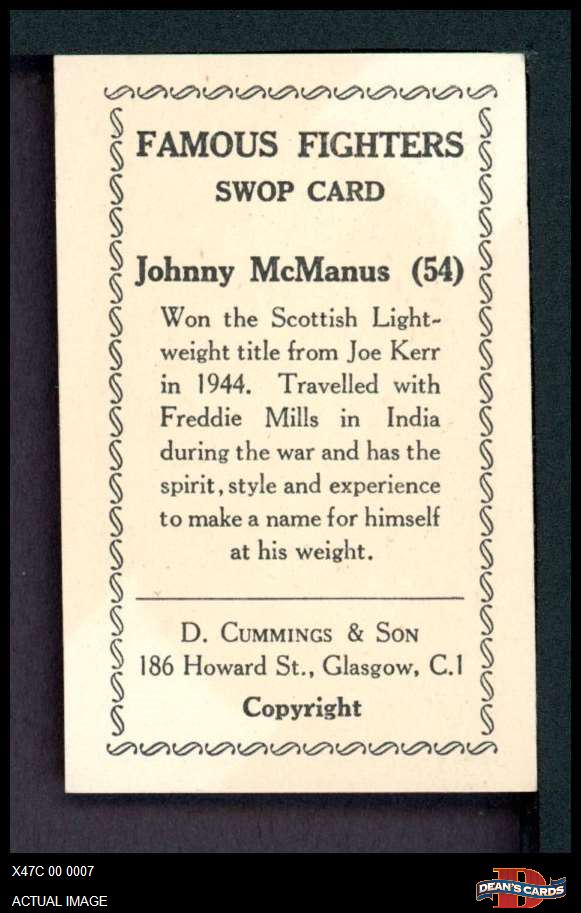 FAMOUS FIGHTERS
SWOP CARD
Johnny McManus (54)
Won the Scottish Light-
weight title from Joe Kerr
in 1944. Travelled with
Freddie Mills in India
during the war and has the
spirit, style and experience
to make a name for himself
at his weight.
D. CUMMINGS & SON
186 Howard St., Glasgow, C.1
Copyright
X47C 00 0007
ACTUAL IMAGE
D
DEAN'S CARDS